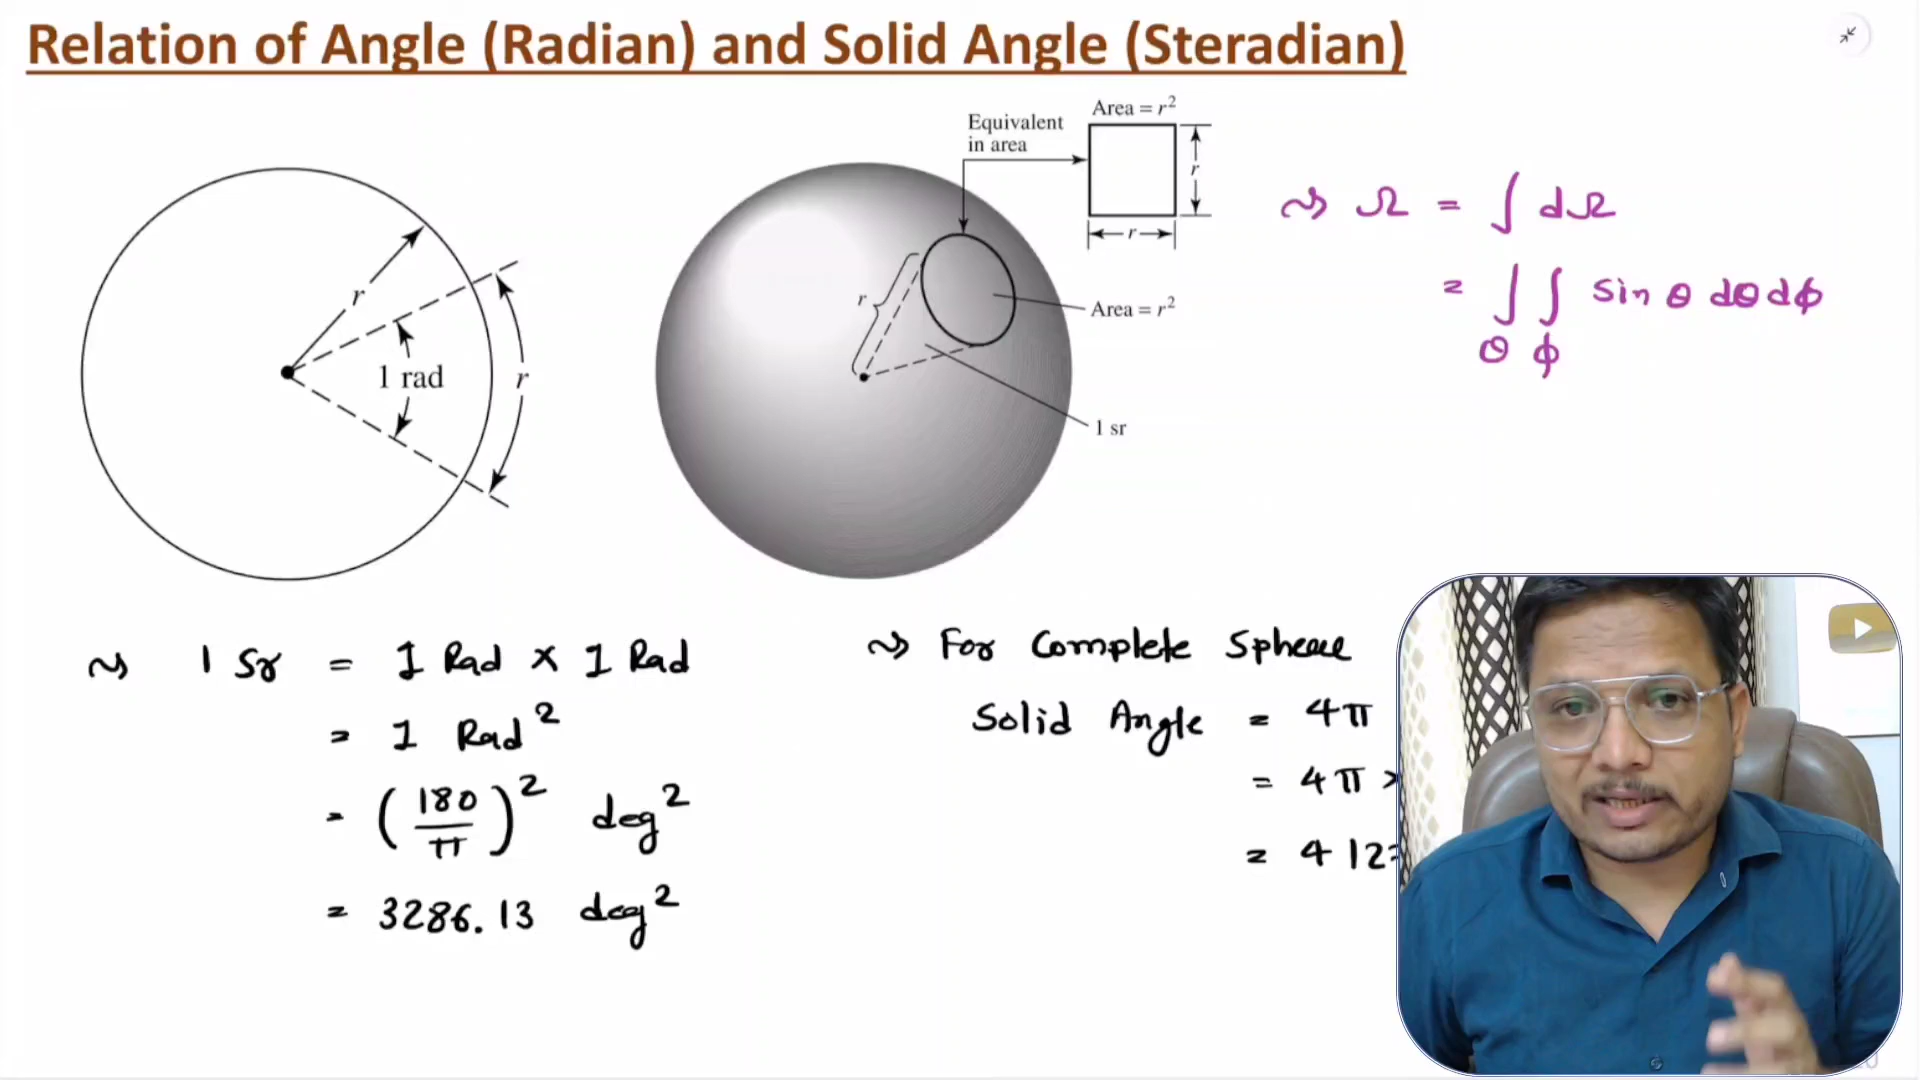 Relation of Angle (Radian) and Solid Angle (Steradian)
r
1 rad
r
Equivalent
in area
Area = r²
r
r
r
Area = r²
1 sr
Ω = ∫ dΩ
= ∫ ∫ sin θ dθ dϕ
θ ϕ
1 Sr = 1 Rad × 1 Rad
= 1 Rad²
= (180/π)² deg²
= 3286.13 deg²
For Complete Sphere
Solid Angle = 4π
= 4π
= 412